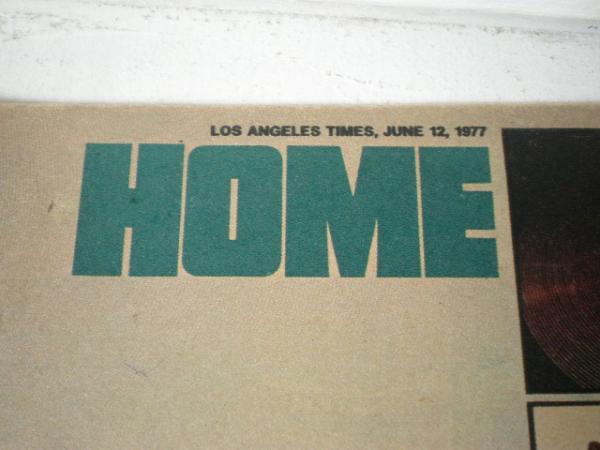 LOS ANGELES TIMES, JUNE 12, 1977
HOME